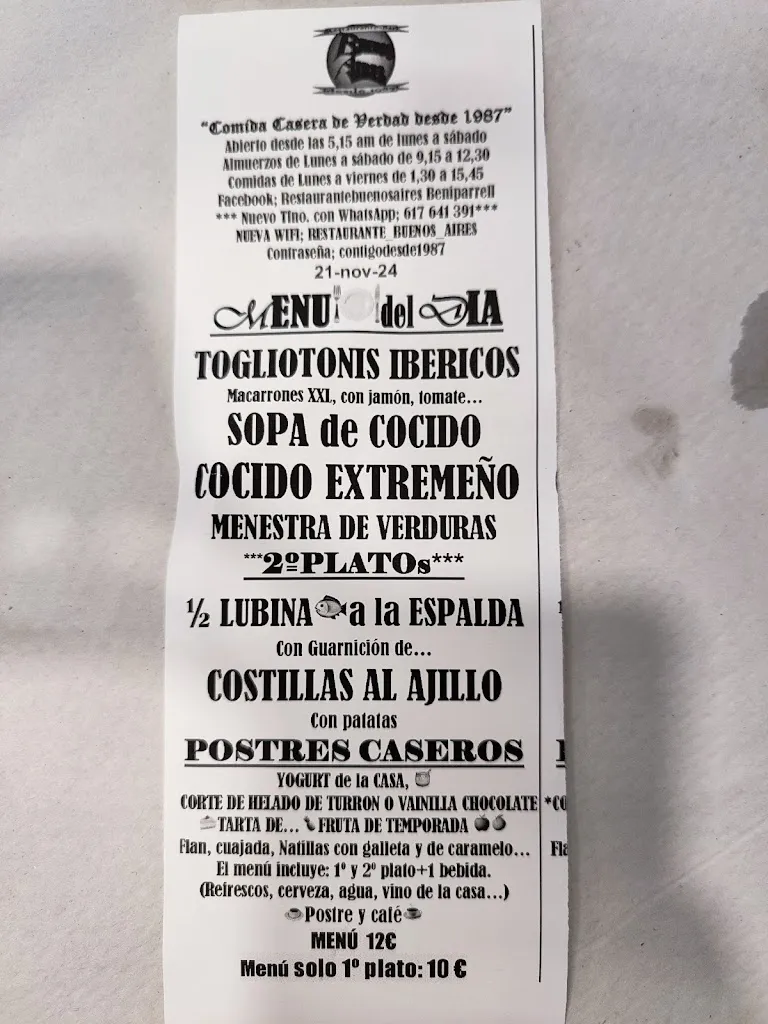 Buenos Aires
"Comida Casera de Verdad desde 1987"
Abierto desde las 5,15 am de lunes a sábado
Almuerzos de Lunes a sábado de 9,15 a 12,30
Comidas de Lunes a viernes de 1,30 a 15,45
Facebook; Restaurantebuenosaires Beniparrell
*** Nuevo Tlno. con WhatsApp; 617 641 391***
NUEVA WIFI; RESTAURANTE_BUENOS_AIRES
Contraseña; contigodesde1987
21-nov-24
MENU del DIA
TOGLIOTONIS IBERICOS
Macarrones XXL, con jamón, tomate...
SOPA de COCIDO
COCIDO EXTREMEÑO
MENESTRA DE VERDURAS
***2º PLATOs***
½ LUBINA a la ESPALDA
Con Guarnición de...
COSTILLAS AL AJILLO
Con patatas
POSTRES CASEROS
YOGURT de la CASA,
CORTE DE HELADO DE TURRON O VAINILLA CHOCOLATE *CO
TARTA DE... FRUTA DE TEMPORADA
Flan, cuajada, Natillas con galleta y de caramelo... Fla
El menú incluye: 1º y 2º plato+1 bebida.
(Refrescos, cerveza, agua, vino de la casa...)
Postre y café
MENÚ 12€
Menú solo 1º plato: 10 €